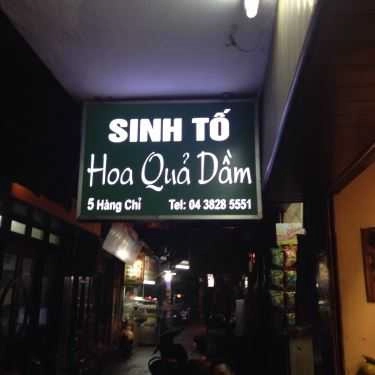 SINH TỐ
Hoa Quả Dầm
5 Hàng Chỉ Tel: 04 3828 5551